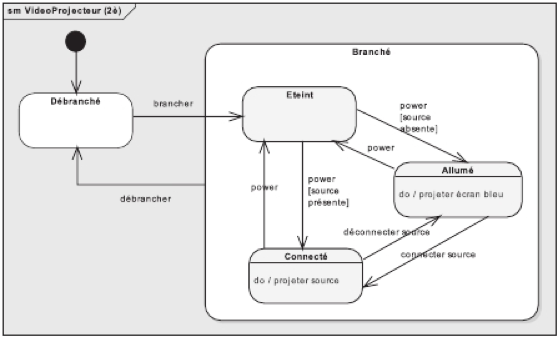 sm VideoProjecteur (2è)
Branché
Débranché
brancher
Eteint
power
[source
absente]
power
Allumé
do / projeter écran bleu
power
power
[source
présente]
débrancher
déconnecter source
connecter source
Connecté
do / projeter source